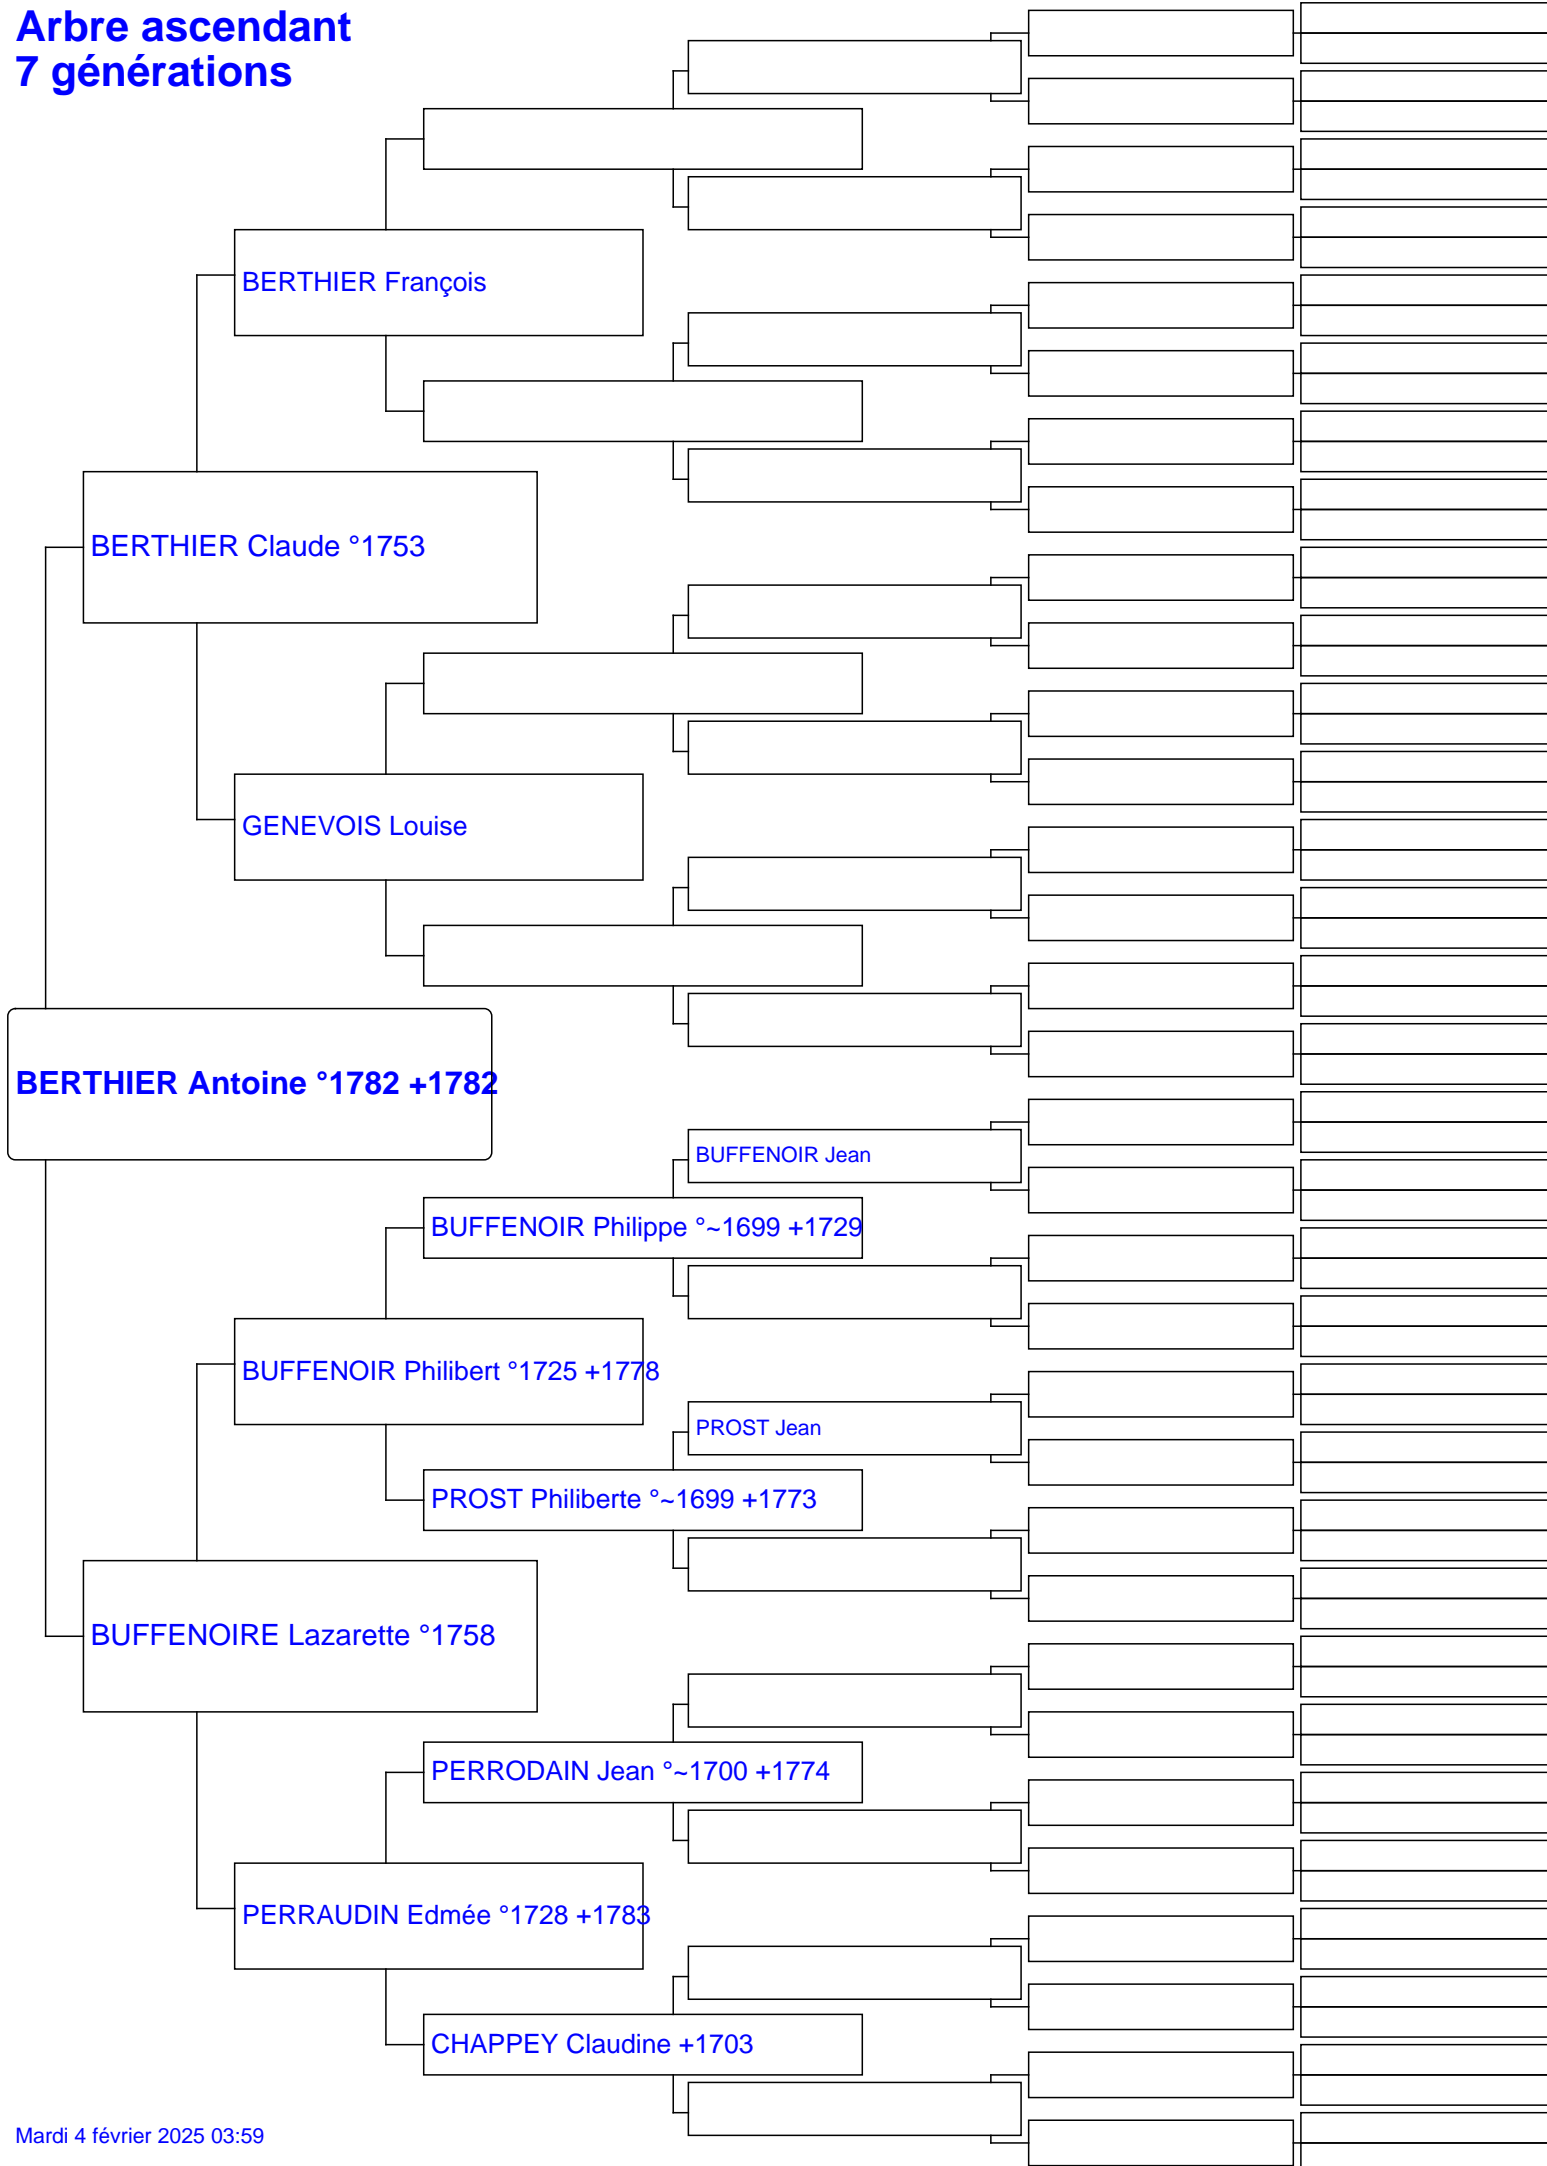 Arbre ascendant
7 générations
BERTHIER François
BERTHIER Claude °1753
GENEVOIS Louise
BERTHIER Antoine °1782 +1782
BUFFENOIR Jean
BUFFENOIR Philippe °~1699 +1729
BUFFENOIR Philibert °1725 +1778
PROST Jean
PROST Philiberte °~1699 +1773
BUFFENOIRE Lazarette °1758
PERRODAIN Jean °~1700 +1774
PERRAUDIN Edmée °1728 +1783
CHAPPEY Claudine +1703
Mardi 4 février 2025 03:59